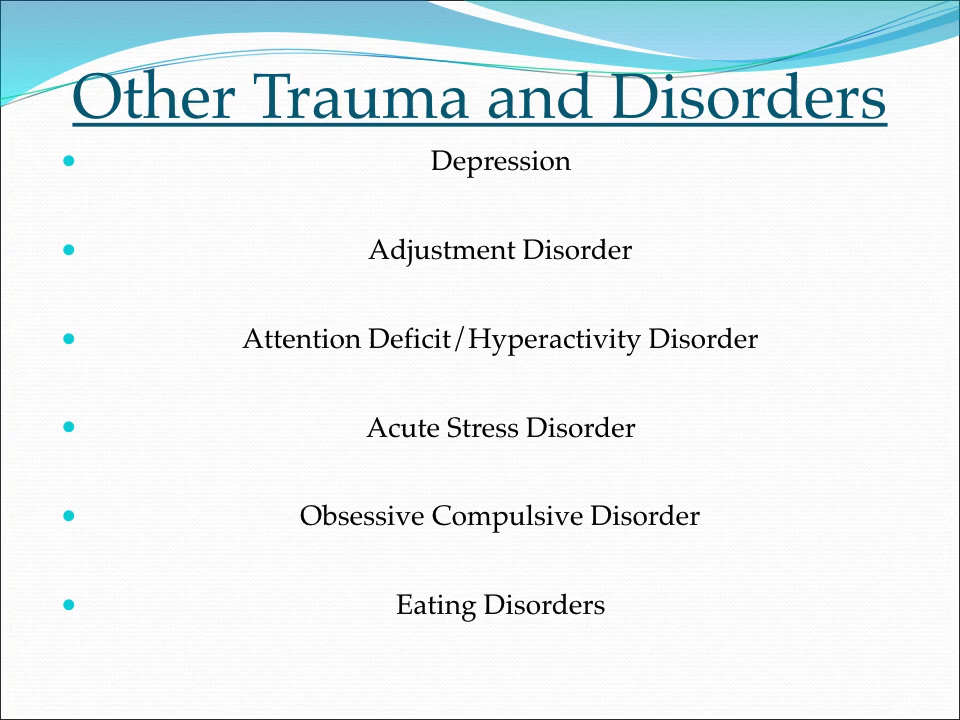 Other Trauma and Disorders
• Depression
• Adjustment Disorder
• Attention Deficit/Hyperactivity Disorder
• Acute Stress Disorder
• Obsessive Compulsive Disorder
• Eating Disorders